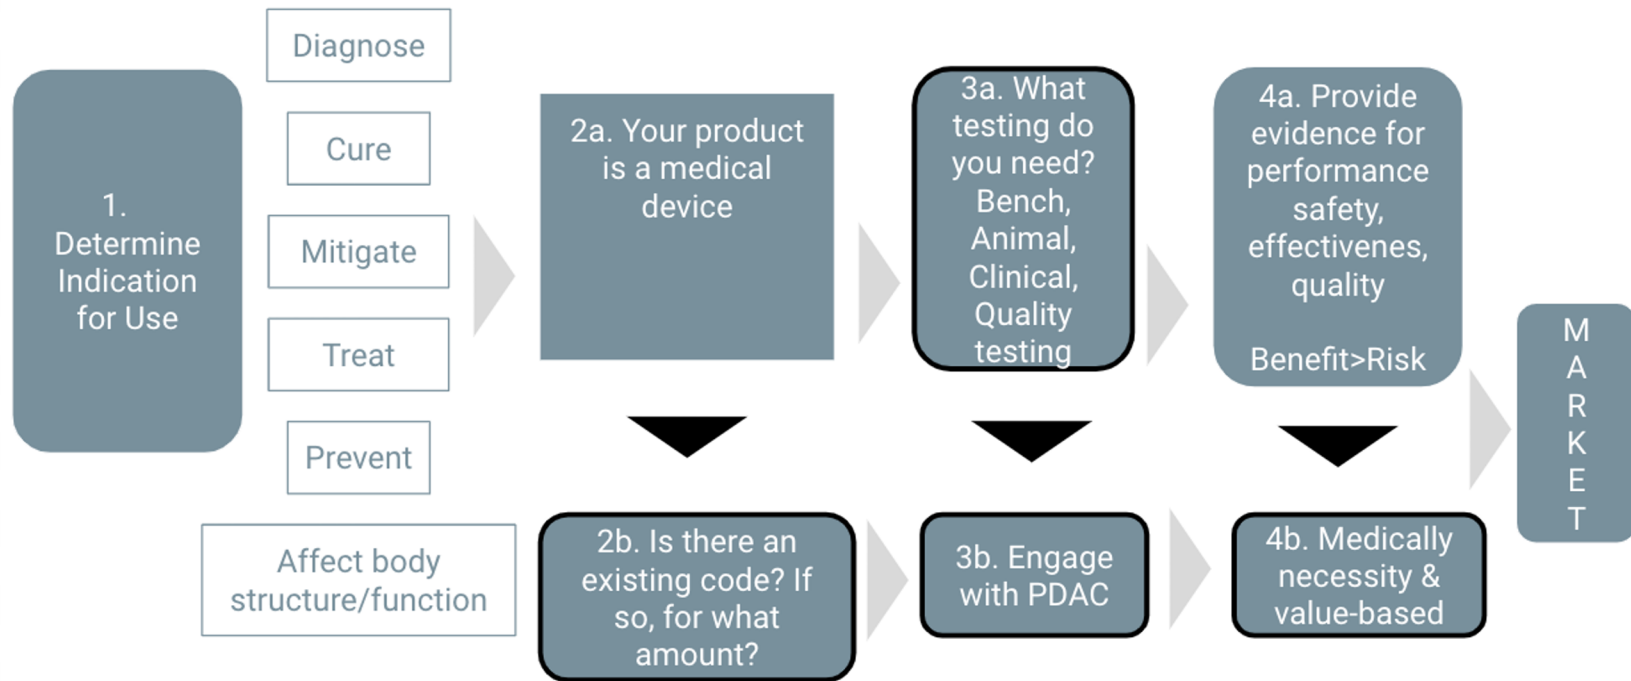 1.
Determine
Indication
for Use
Diagnose
Cure
Mitigate
Treat
Prevent
Affect body
structure/function
2a. Your product
is a medical
device
2b. Is there an
existing code? If
so, for what
amount?
3a. What
testing do
you need?
Bench,
Animal,
Clinical,
Quality
testing
3b. Engage
with PDAC
4a. Provide
evidence for
performance
safety,
effectivenes,
quality
Benefit>Risk
4b. Medically
necessity &
value-based
M
A
R
K
E
T